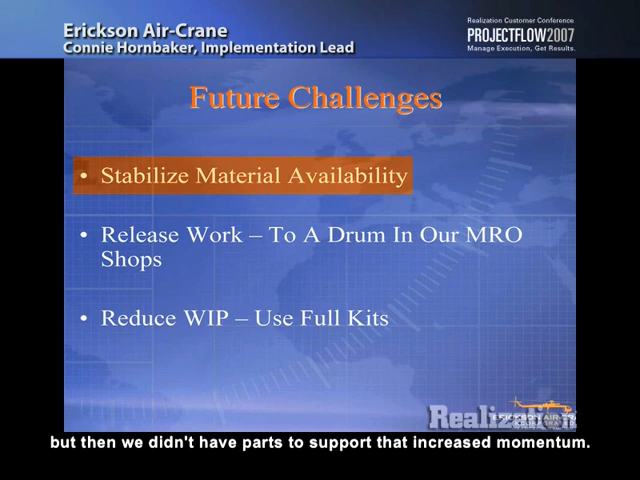 Erickson Air-Crane
Connie Hornbaker, Implementation Lead
Realization Customer Conference
PROJECTFLOW2007
Manage Execution, Get Results.
Future Challenges
• Stabilize Material Availability
• Release Work – To A Drum In Our MRO
Shops
• Reduce WIP – Use Full Kits
but then we didn't have parts to support that increased momentum.